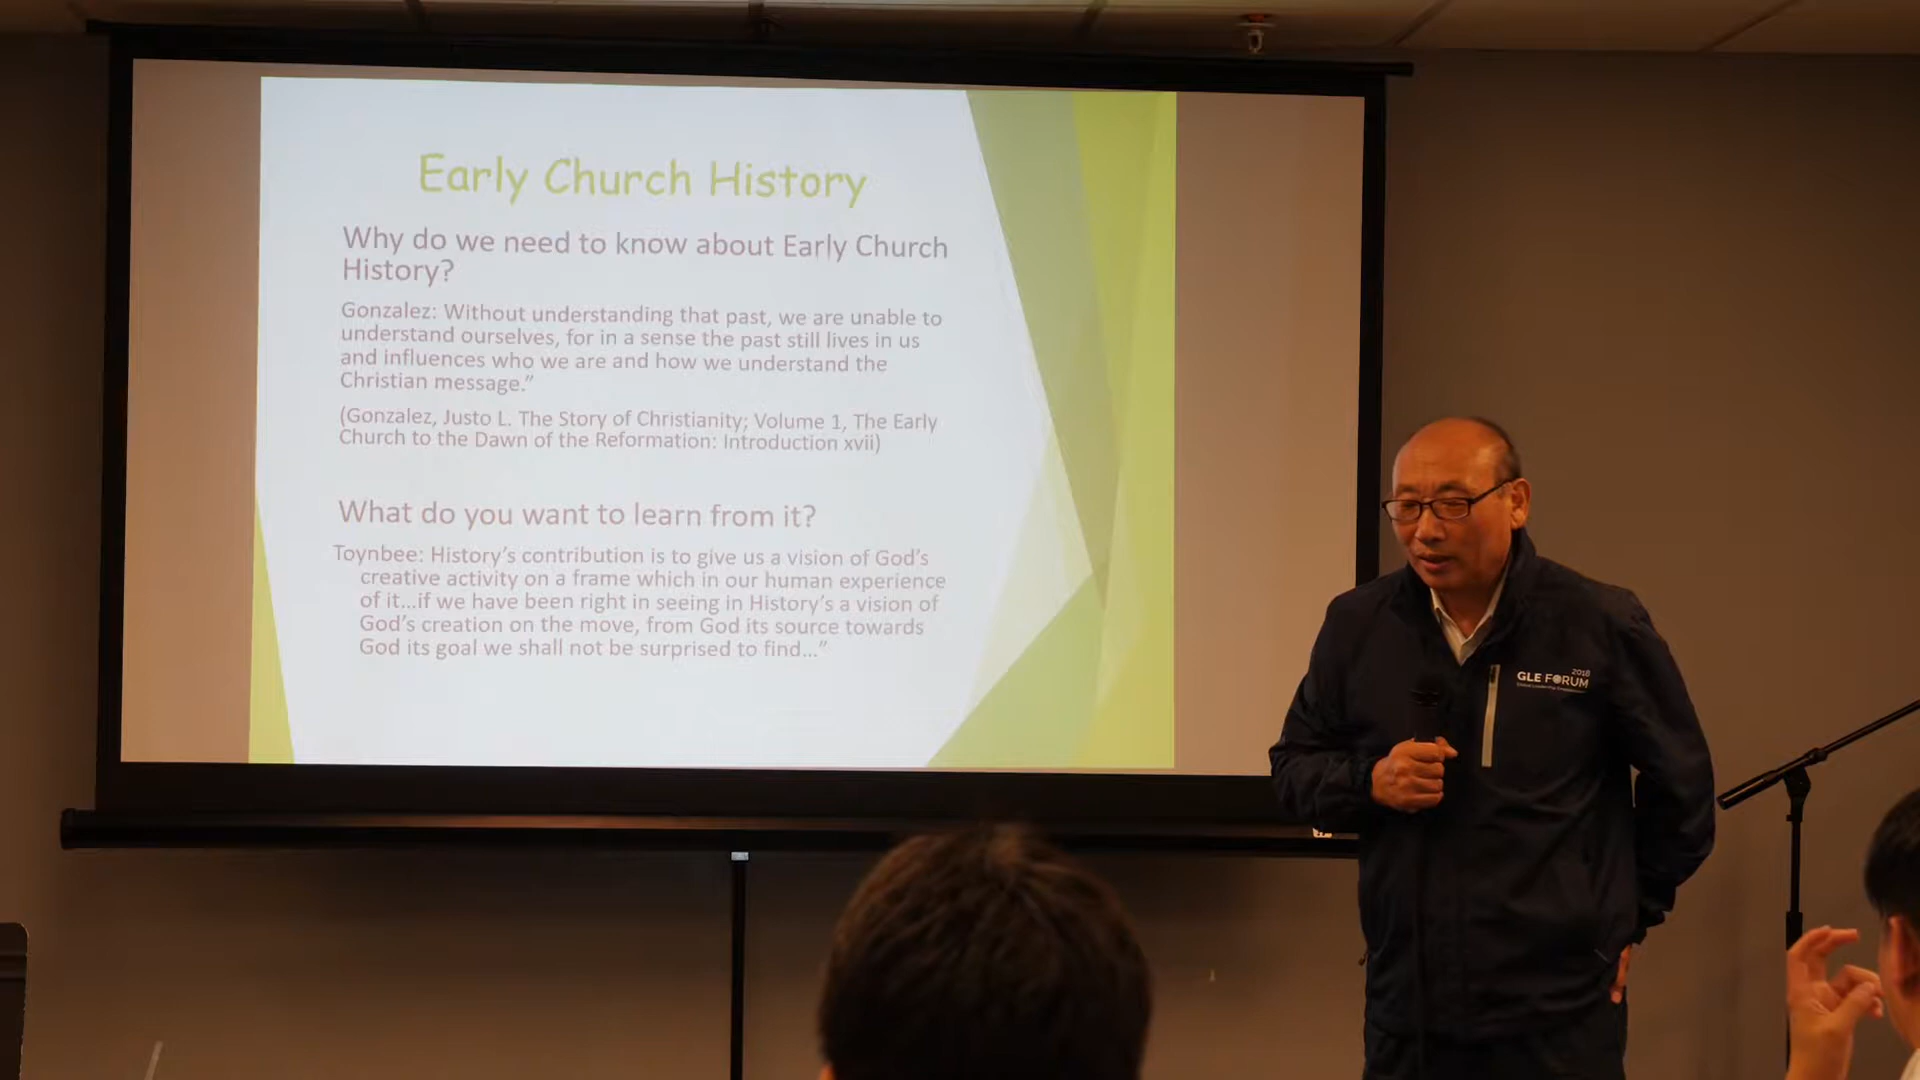 Early Church History
Why do we need to know about Early Church
History?
Gonzalez: Without understanding that past, we are unable to
understand ourselves, for in a sense the past still lives in us
and influences who we are and how we understand the
Christian message.”
(Gonzalez, Justo L. The Story of Christianity; Volume 1, The Early
Church to the Dawn of the Reformation: Introduction xvii)
What do you want to learn from it?
Toynbee: History’s contribution is to give us a vision of God’s
creative activity on a frame which in our human experience
of it...if we have been right in seeing in History’s a vision of
God’s creation on the move, from God its source towards
God its goal we shall not be surprised to find...”
2018
GLE FORUM